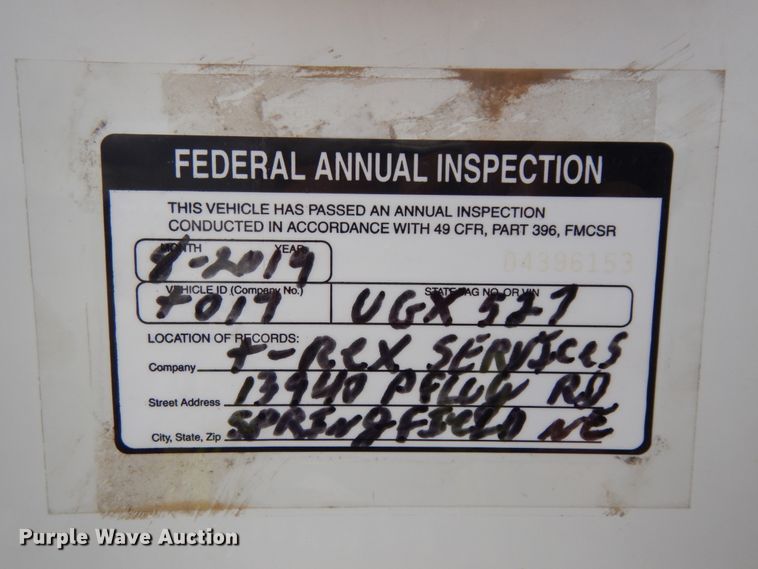 FEDERAL ANNUAL INSPECTION
THIS VEHICLE HAS PASSED AN ANNUAL INSPECTION
CONDUCTED IN ACCORDANCE WITH 49 CFR, PART 396, FMCSR
MONTH YEAR
8-2019
04396153
VEHICLE ID (Company No.) STATE TAG NO. OR VIN
T017 UGX 527
LOCATION OF RECORDS:
Company T-REX SERVICES
Street Address 13940 PFLUG RD
City, State, Zip SPRINGFIELD NE
Purple Wave Auction